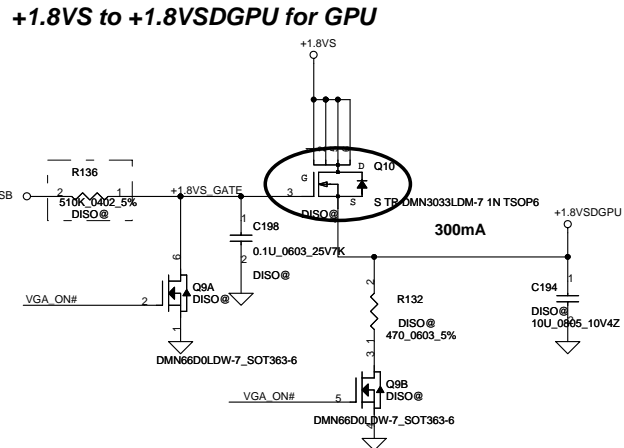 +1.8VS to +1.8VSDGPU for GPU
+1.8VS
Q10
D
G
S
3
S TR DMN3033LDM-7 1N TSOP6
DISO@
R136
2
1
510K_0402_5%
DISO@
SB
+1.8VS_GATE
+1.8VSDGPU
300mA
1
C198
0.1U_0603_25V7K
2
DISO@
6
Q9A
DISO@
VGA_ON#
2
1
DMN66D0LDW-7_SOT363-6
2
R132
DISO@
470_0603_5%
1
1
C194
DISO@
10U_0805_10V4Z
2
3
Q9B
DISO@
VGA_ON#
5
4
DMN66D0LDW-7_SOT363-6